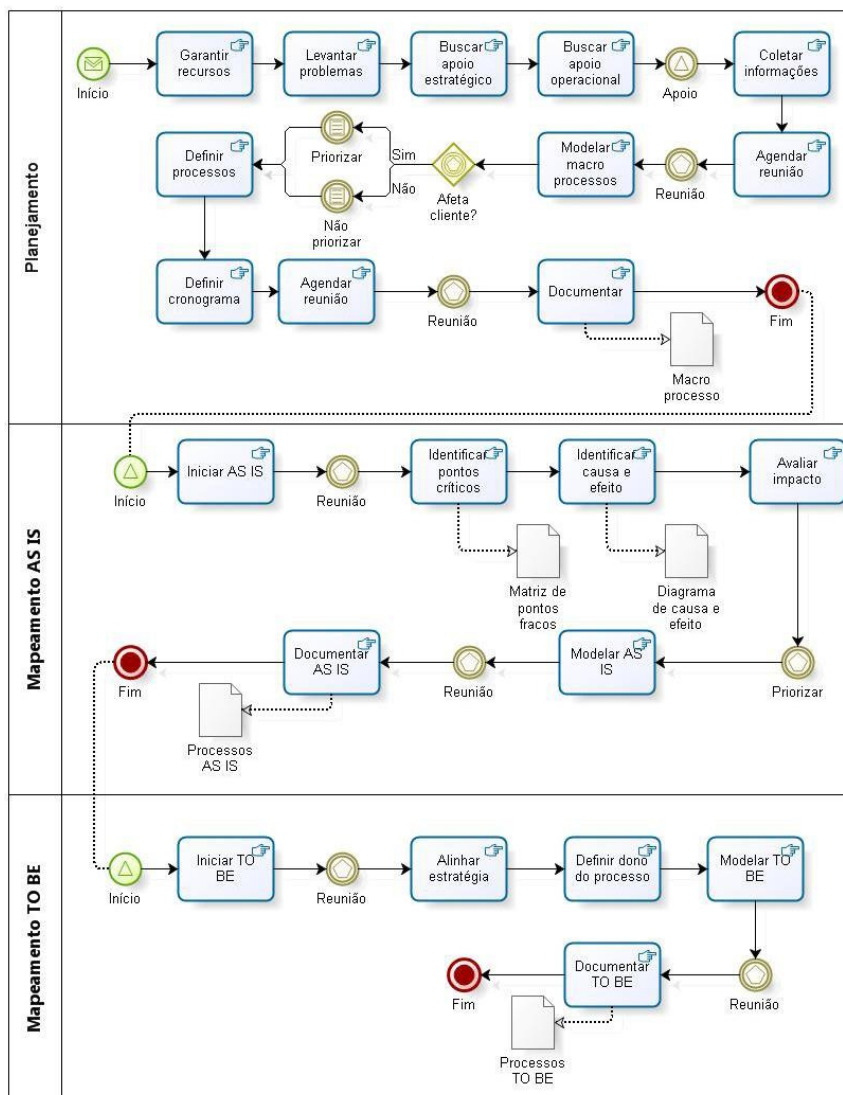 Planejamento
Início
Garantir
recursos
Levantar
problemas
Buscar
apoio
estratégico
Buscar
apoio
operacional
Apoio
Coletar
informações
Definir
processos
Priorizar
Sim
Não
Não
priorizar
Afeta
cliente?
Modelar
macro
processos
Reunião
Agendar
reunião
Definir
cronograma
Agendar
reunião
Reunião
Documentar
Fim
Macro
processo
Mapeamento AS IS
Início
Iniciar AS IS
Reunião
Identificar
pontos
críticos
Identificar
causa e
efeito
Avaliar
impacto
Matriz de
pontos
fracos
Diagrama
de causa e
efeito
Fim
Documentar
AS IS
Reunião
Modelar AS
IS
Priorizar
Processos
AS IS
Mapeamento TO BE
Início
Iniciar TO
BE
Reunião
Alinhar
estratégia
Definir dono
do processo
Modelar TO
BE
Fim
Documentar
TO BE
Reunião
Processos
TO BE